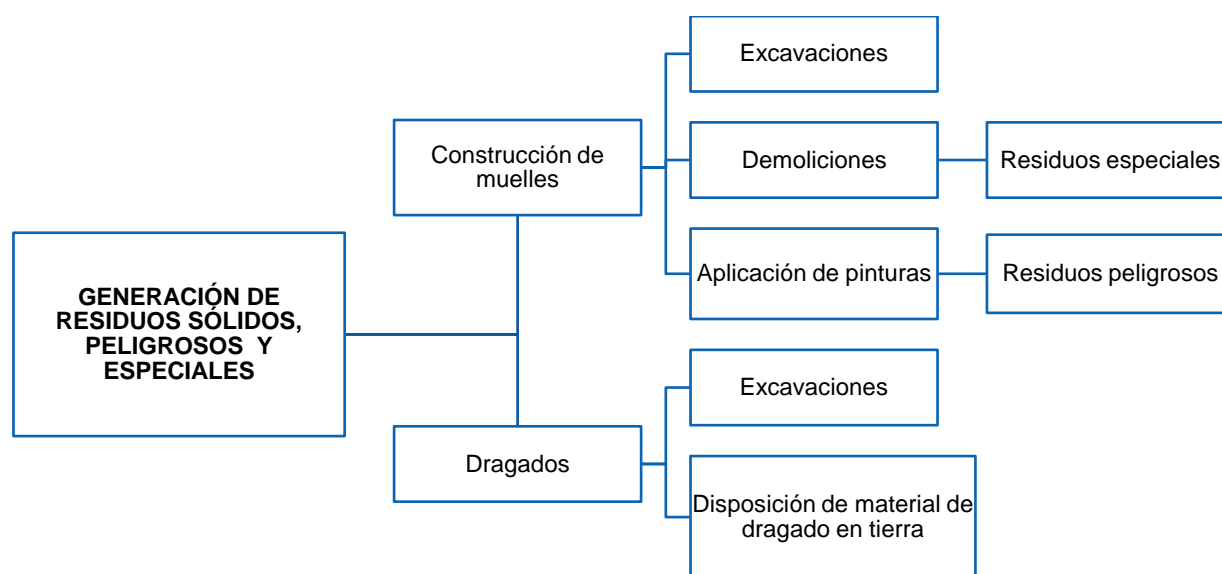 GENERACIÓN DE
RESIDUOS SÓLIDOS,
PELIGROSOS Y
ESPECIALES
Construcción de
muelles
Excavaciones
Demoliciones
Residuos especiales
Aplicación de pinturas
Residuos peligrosos
Dragados
Excavaciones
Disposición de material de
dragado en tierra